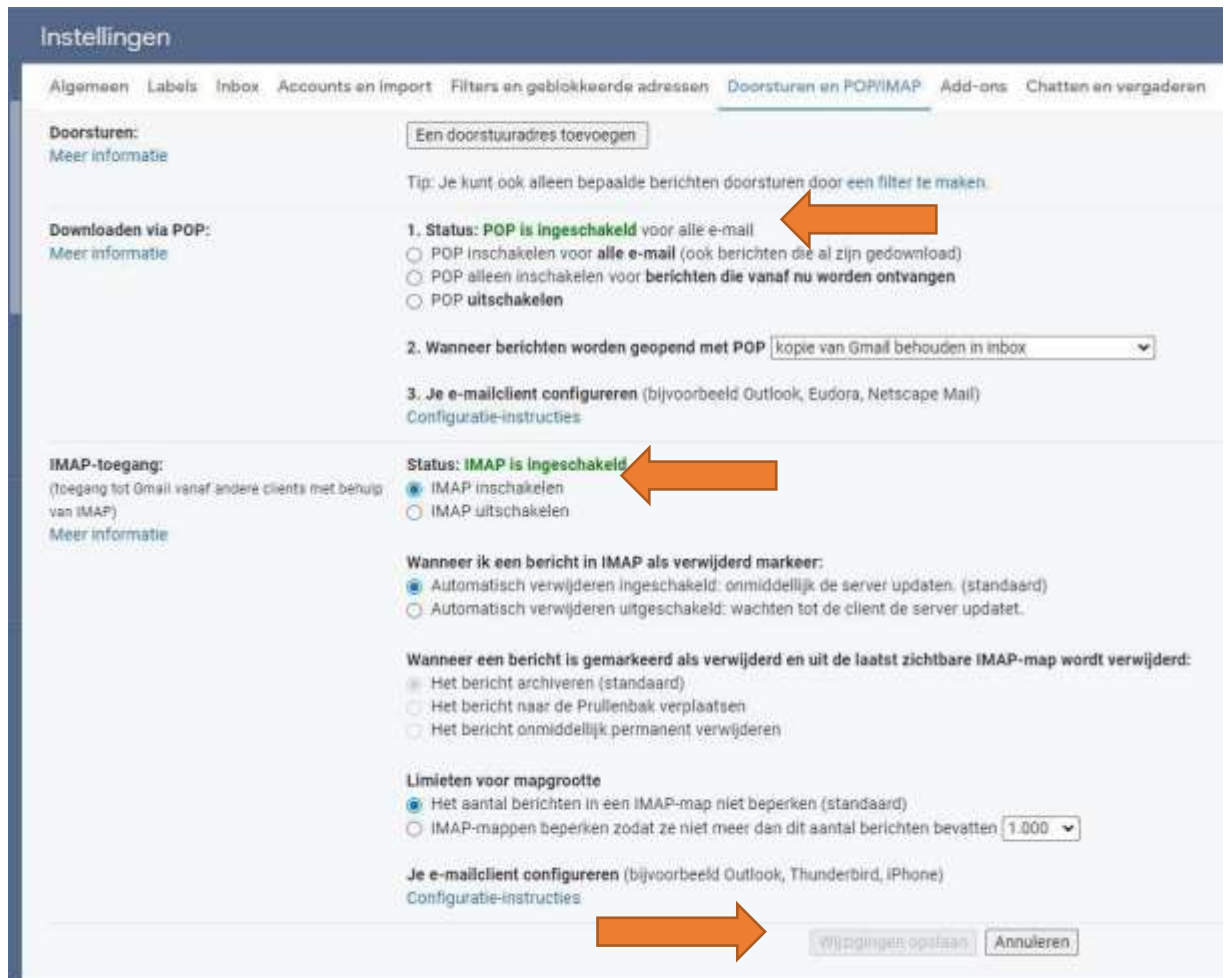 Instellingen
Algemeen Labels Inbox Accounts en import Filters en geblokkeerde adressen Doorsturen en POP/IMAP Add-ons Chatten en vergaderen
Doorsturen:
Meer informatie
Een doorstuuradres toevoegen
Tip: Je kunt ook alleen bepaalde berichten doorsturen door een filter te maken.
Downloaden via POP:
Meer informatie
1. Status: POP is ingeschakeld voor alle e-mail
POP inschakelen voor alle e-mail (ook berichten die al zijn gedownload)
POP alleen inschakelen voor berichten die vanaf nu worden ontvangen
POP uitschakelen
2. Wanneer berichten worden geopend met POP kopie van Gmail behouden in inbox
3. Je e-mailclient configureren (bijvoorbeeld Outlook, Eudora, Netscape Mail)
Configuratie-instructies
IMAP-toegang:
(toegang tot Gmail vanaf andere clients met behulp
van IMAP)
Meer informatie
Status: IMAP is ingeschakeld
IMAP inschakelen
IMAP uitschakelen
Wanneer ik een bericht in IMAP als verwijderd markeer:
Automatisch verwijderen ingeschakeld: onmiddellijk de server updaten. (standaard)
Automatisch verwijderen uitgeschakeld: wachten tot de client de server updatet.
Wanneer een bericht is gemarkeerd als verwijderd en uit de laatst zichtbare IMAP-map wordt verwijderd:
Het bericht archiveren (standaard)
Het bericht naar de Prullenbak verplaatsen
Het bericht onmiddellijk permanent verwijderen
Limieten voor mapgrootte
Het aantal berichten in een IMAP-map niet beperken (standaard)
IMAP-mappen beperken zodat ze niet meer dan dit aantal berichten bevatten 1.000
Je e-mailclient configureren (bijvoorbeeld Outlook, Thunderbird, iPhone)
Configuratie-instructies
Wijzigingen opslaan Annuleren